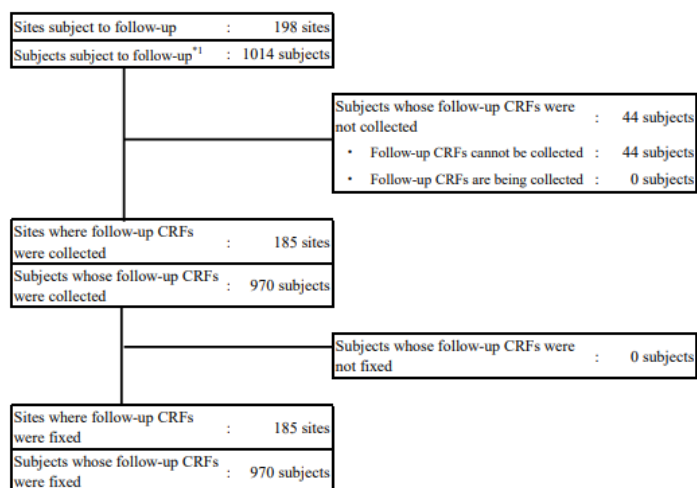 Sites subject to follow-up : 198 sites
Subjects subject to follow-up*1 : 1014 subjects
Subjects whose follow-up CRFs were
not collected : 44 subjects
・ Follow-up CRFs cannot be collected : 44 subjects
・ Follow-up CRFs are being collected : 0 subjects
Sites where follow-up CRFs
were collected : 185 sites
Subjects whose follow-up CRFs
were collected : 970 subjects
Subjects whose follow-up CRFs were
not fixed : 0 subjects
Sites where follow-up CRFs
were fixed : 185 sites
Subjects whose follow-up CRFs
were fixed : 970 subjects